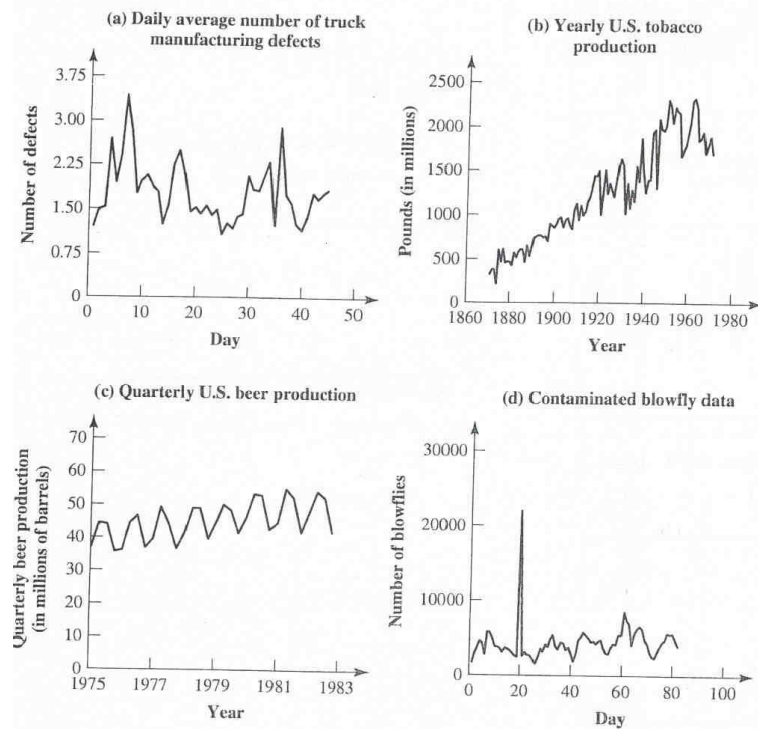 (a) Daily average number of truck
manufacturing defects
3.75
3.00
2.25
1.50
0.75
0
Number of defects
0 10 20 30 40 50
Day
(b) Yearly U.S. tobacco
production
2500
2000
1500
1000
500
0
Pounds (in millions)
1860 1880 1900 1920 1940 1960 1980
Year
(c) Quarterly U.S. beer production
70
60
50
40
30
20
10
0
Quarterly beer production
(in millions of barrels)
1975 1977 1979 1981 1983
Year
(d) Contaminated blowfly data
30000
20000
10000
0
Number of blowflies
0 20 40 60 80 100
Day